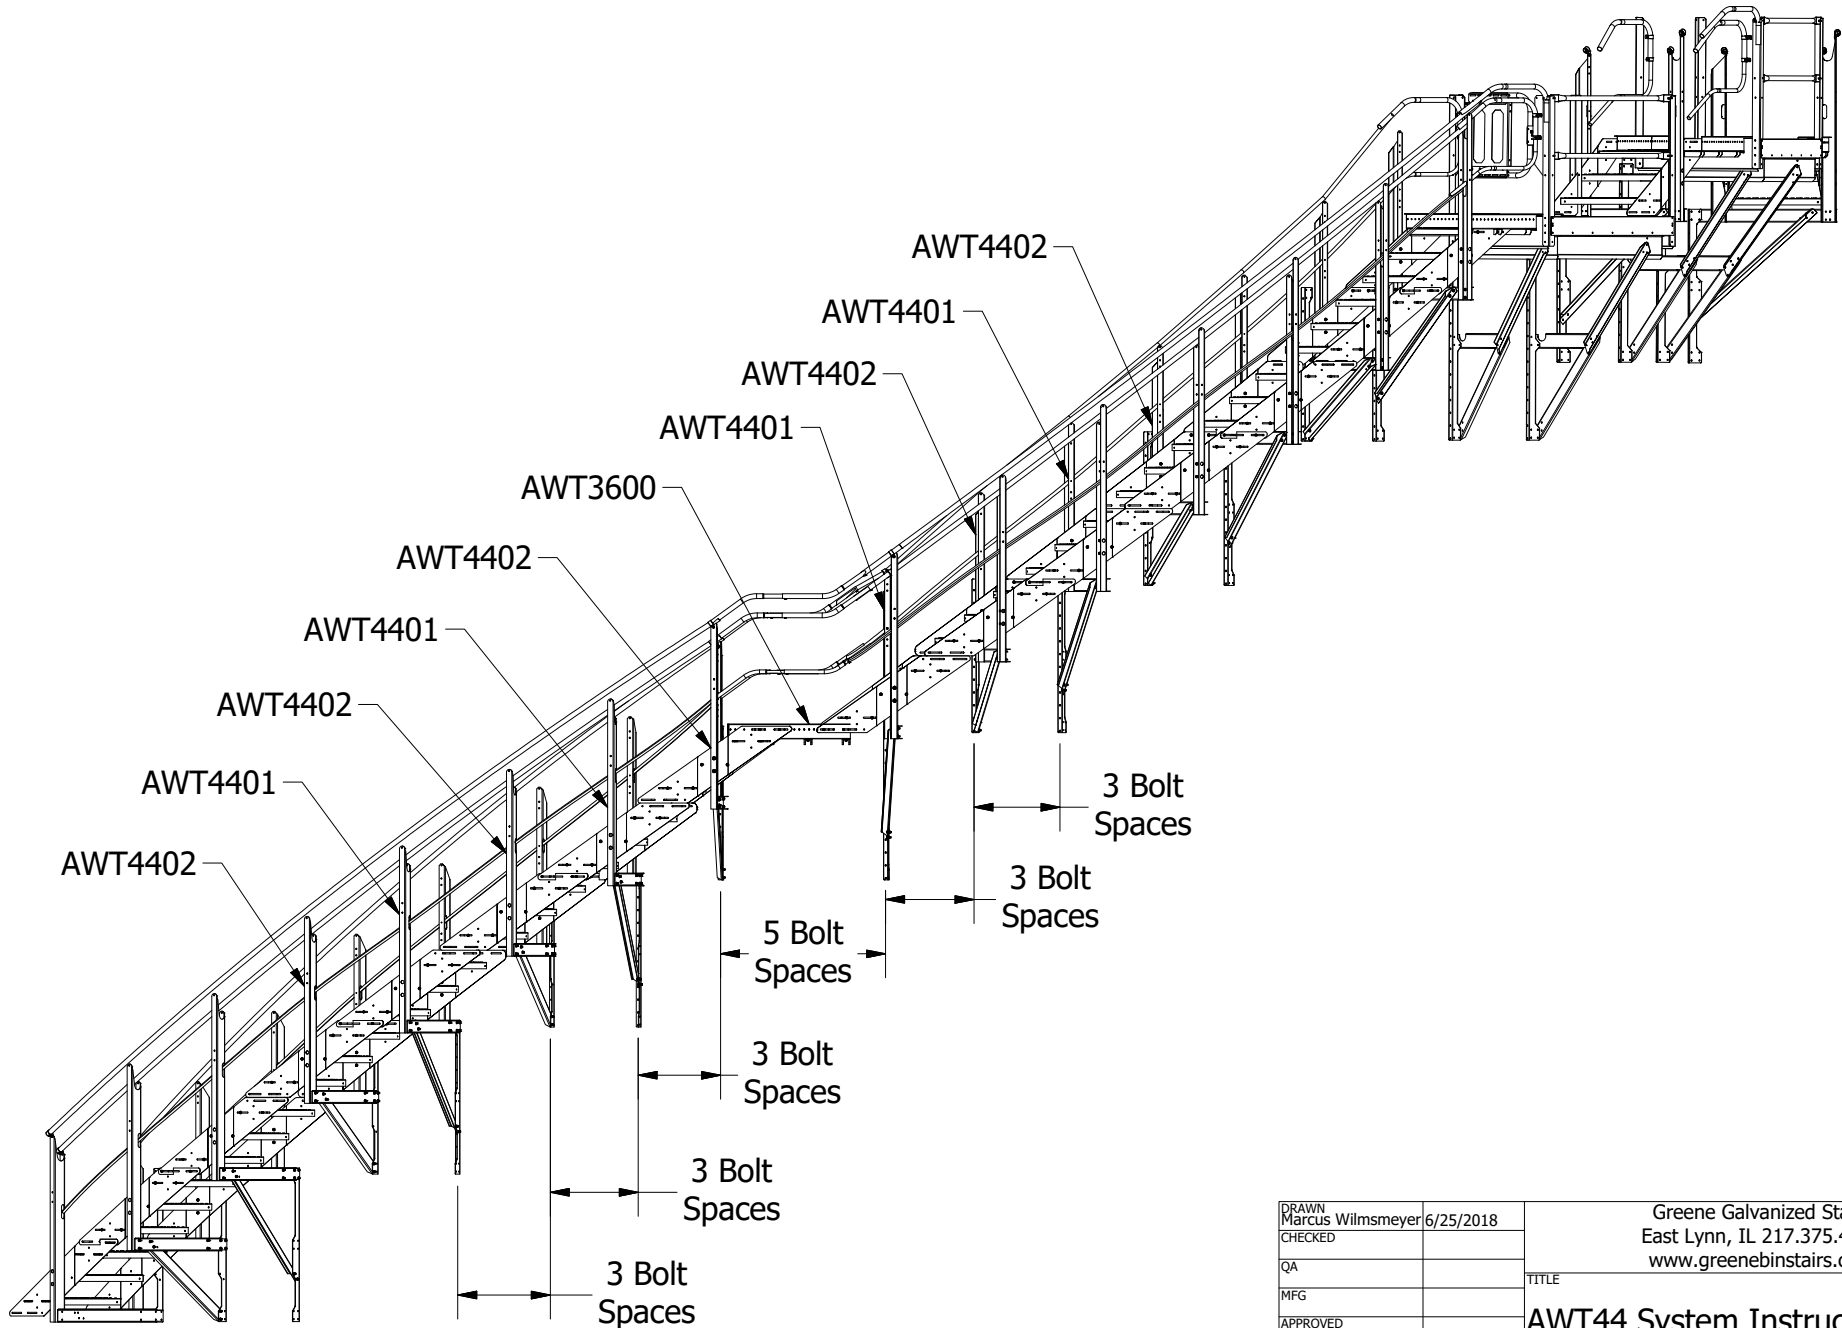 AWT4402
AWT4401
AWT4402
AWT4401
AWT3600
AWT4402
AWT4401
AWT4402
AWT4401
AWT4402
3 Bolt
Spaces
3 Bolt
Spaces
5 Bolt
Spaces
3 Bolt
Spaces
3 Bolt
Spaces
3 Bolt
Spaces
DRAWN
Marcus Wilmsmeyer 6/25/2018
CHECKED
QA
MFG
APPROVED
Greene Galvanized
East Lynn, IL 217.375.
www.greenebinstairs.
TITLE
AWT44 System